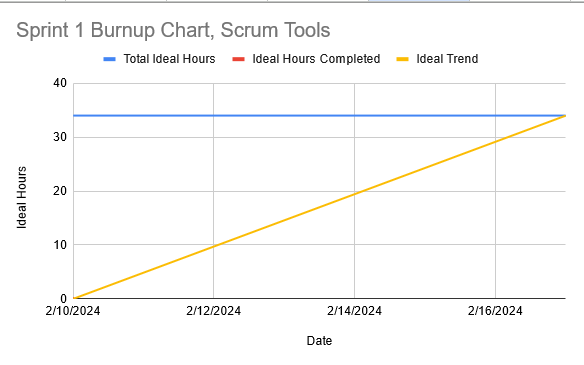 Sprint 1 Burnup Chart, Scrum Tools
Total Ideal Hours Ideal Hours Completed Ideal Trend
40
30
20
10
0
Ideal Hours
2/10/2024 2/12/2024 2/14/2024 2/16/2024
Date